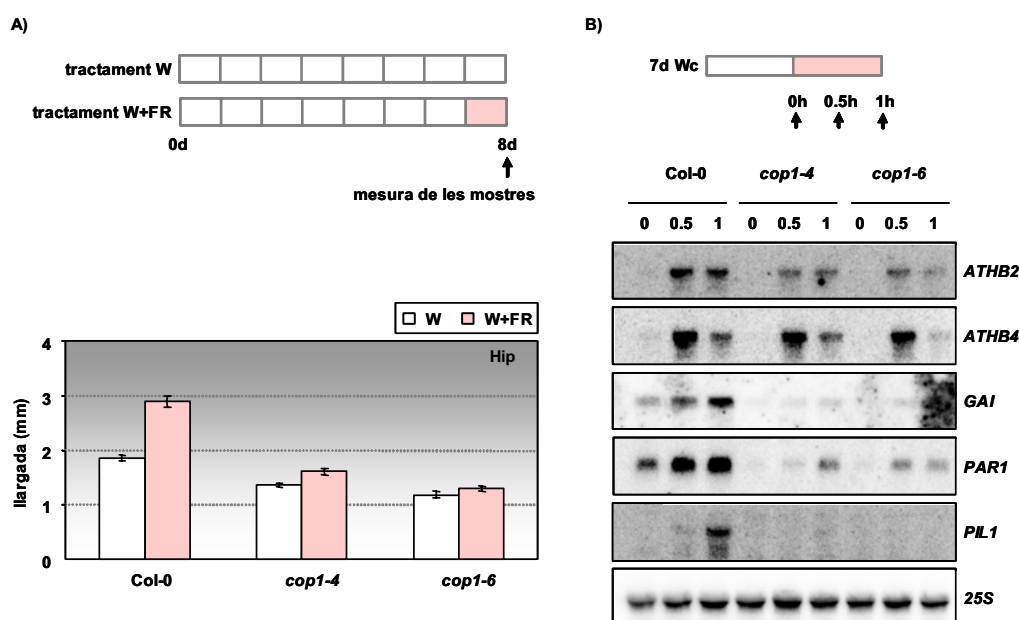 A)
tractament W
tractament W+FR
0d
8d
mesura de les mostres
W
W+FR
Hip
llargada (mm)
4
3
2
1
0
Col-0
cop1-4
cop1-6
B)
7d Wc
0h 0.5h 1h
Col-0 cop1-4 cop1-6
0 0.5 1 0 0.5 1 0 0.5 1
ATHB2
ATHB4
GAI
PAR1
PIL1
25S